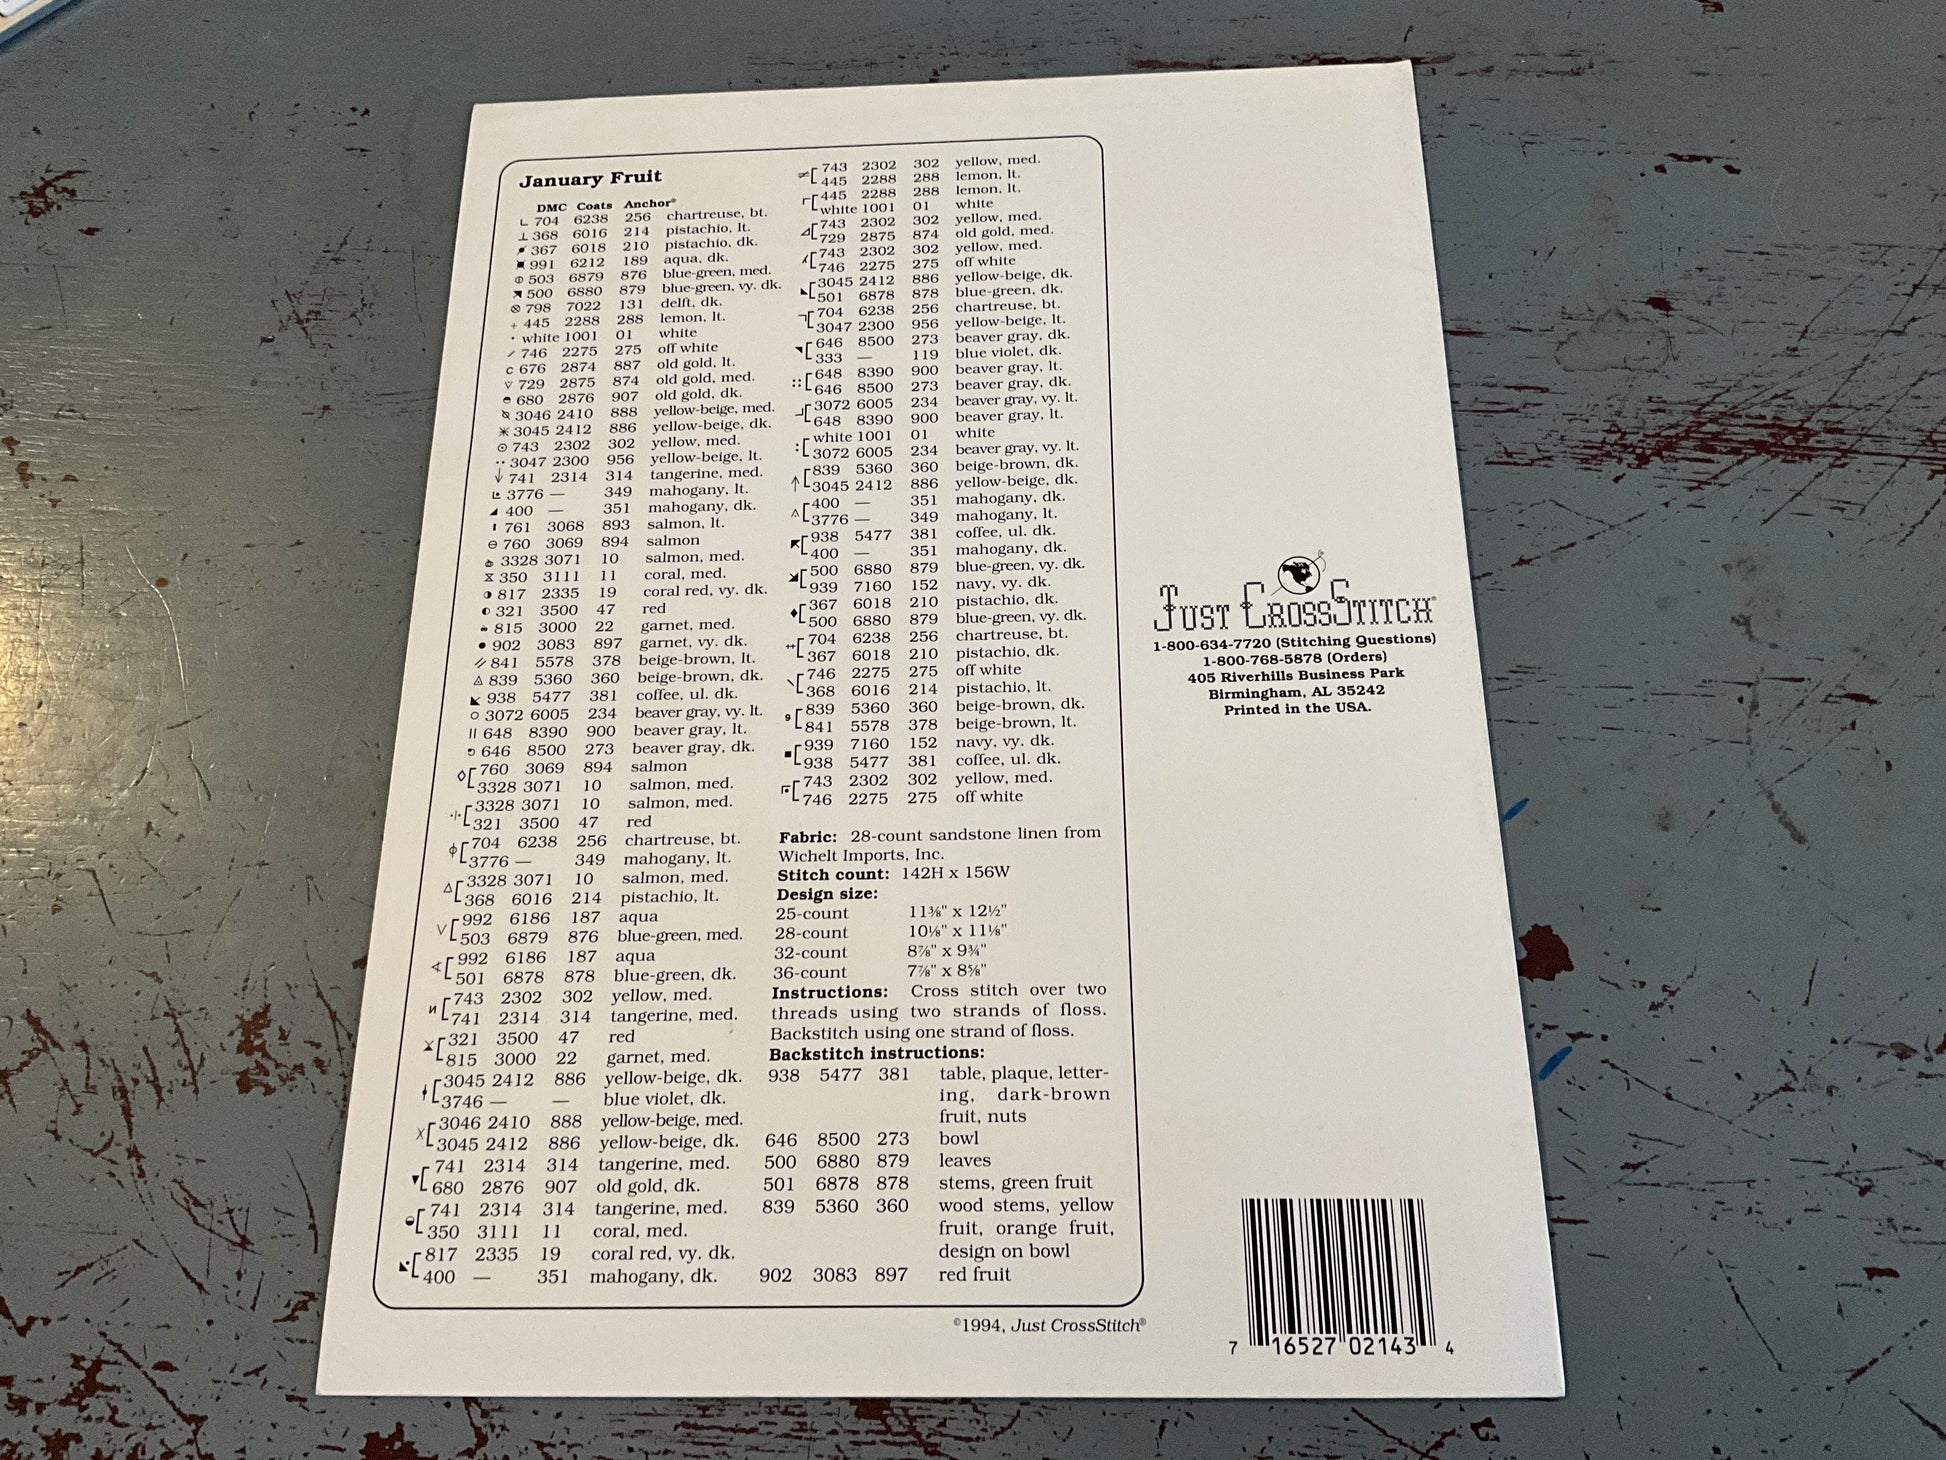 January Fruit
DMC Coats Anchor®
704 6238 256 chartreuse, bt.
368 6016 214 pistachio, lt.
367 6018 210 pistachio, dk.
991 6212 189 aqua, dk.
503 6879 876 blue-green, med.
500 6880 879 blue-green, vy. dk.
798 7022 131 delft, dk.
445 2288 288 lemon, lt.
white 1001 01 white
746 2275 275 off white
676 2874 887 old gold, lt.
729 2875 874 old gold, med.
680 2876 907 old gold, dk.
3046 2410 888 yellow-beige, med.
3045 2412 886 yellow-beige, dk.
743 2302 302 yellow, med.
3047 2300 956 yellow-beige, lt.
741 2314 314 tangerine, med.
3776 — 349 mahogany, lt.
400 — 351 mahogany, dk.
761 3068 893 salmon, lt.
760 3069 894 salmon
3328 3071 10 salmon, med.
350 3111 11 coral, med.
817 2335 19 coral red, vy. dk.
321 3500 47 red
815 3000 22 garnet, med.
902 3083 897 garnet, vy. dk.
841 5578 378 beige-brown, lt.
839 5360 360 beige-brown, dk.
938 5477 381 coffee, ul. dk.
3072 6005 234 beaver gray, vy. lt.
648 8390 900 beaver gray, lt.
646 8500 273 beaver gray, dk.
760 3069 894 salmon
3328 3071 10 salmon, med.
3328 3071 10 salmon, med.
321 3500 47 red
704 6238 256 chartreuse, bt.
3776 — 349 mahogany, lt.
3328 3071 10 salmon, med.
368 6016 214 pistachio, lt.
992 6186 187 aqua
503 6879 876 blue-green, med.
992 6186 187 aqua
501 6878 878 blue-green, dk.
743 2302 302 yellow, med.
741 2314 314 tangerine, med.
321 3500 47 red
815 3000 22 garnet, med.
3045 2412 886 yellow-beige, dk.
3746 — — blue violet, dk.
3046 2410 888 yellow-beige, med.
3045 2412 886 yellow-beige, dk.
741 2314 314 tangerine, med.
680 2876 907 old gold, dk.
741 2314 314 tangerine, med.
350 3111 11 coral, med.
817 2335 19 coral red, vy. dk.
400 — 351 mahogany, dk.
743 2302 302 yellow, med.
445 2288 288 lemon, lt.
445 2288 288 lemon, lt.
white 1001 01 white
743 2302 302 yellow, med.
729 2875 874 old gold, med.
743 2302 302 yellow, med.
746 2275 275 off white
3045 2412 886 yellow-beige, dk.
501 6878 878 blue-green, dk.
704 6238 256 chartreuse, bt.
3047 2300 956 yellow-beige, lt.
646 8500 273 beaver gray, dk.
333 — 119 blue violet, dk.
648 8390 900 beaver gray, lt.
646 8500 273 beaver gray, dk.
3072 6005 234 beaver gray, vy. lt.
648 8390 900 beaver gray, lt.
white 1001 01 white
3072 6005 234 beaver gray, vy. lt.
839 5360 360 beige-brown, dk.
3045 2412 886 yellow-beige, dk.
400 — 351 mahogany, dk.
3776 — 349 mahogany, lt.
938 5477 381 coffee, ul. dk.
400 — 351 mahogany, dk.
500 6880 879 blue-green, vy. dk.
939 7160 152 navy, vy. dk.
367 6018 210 pistachio, dk.
500 6880 879 blue-green, vy. dk.
704 6238 256 chartreuse, bt.
367 6018 210 pistachio, dk.
746 2275 275 off white
368 6016 214 pistachio, lt.
839 5360 360 beige-brown, dk.
841 5578 378 beige-brown, lt.
939 7160 152 navy, vy. dk.
938 5477 381 coffee, ul. dk.
743 2302 302 yellow, med.
746 2275 275 off white
Fabric: 28-count sandstone linen from
Wichelt Imports, Inc.
Stitch count: 142H x 156W
Design size:
25-count 11⅜" x 12½"
28-count 10⅛" x 11⅛"
32-count 8⅞" x 9¾"
36-count 7⅞" x 8⅝"
Instructions: Cross stitch over two
threads using two strands of floss.
Backstitch using one strand of floss.
Backstitch instructions:
938 5477 381 table, plaque, letter-
ing, dark-brown
fruit, nuts
646 8500 273 bowl
500 6880 879 leaves
501 6878 878 stems, green fruit
839 5360 360 wood stems, yellow
fruit, orange fruit,
design on bowl
902 3083 897 red fruit
©1994, Just CrossStitch®
Just CrossStitch®
1-800-634-7720 (Stitching Questions)
1-800-768-5878 (Orders)
405 Riverhills Business Park
Birmingham, AL 35242
Printed in the USA.
7 16527 02143 4